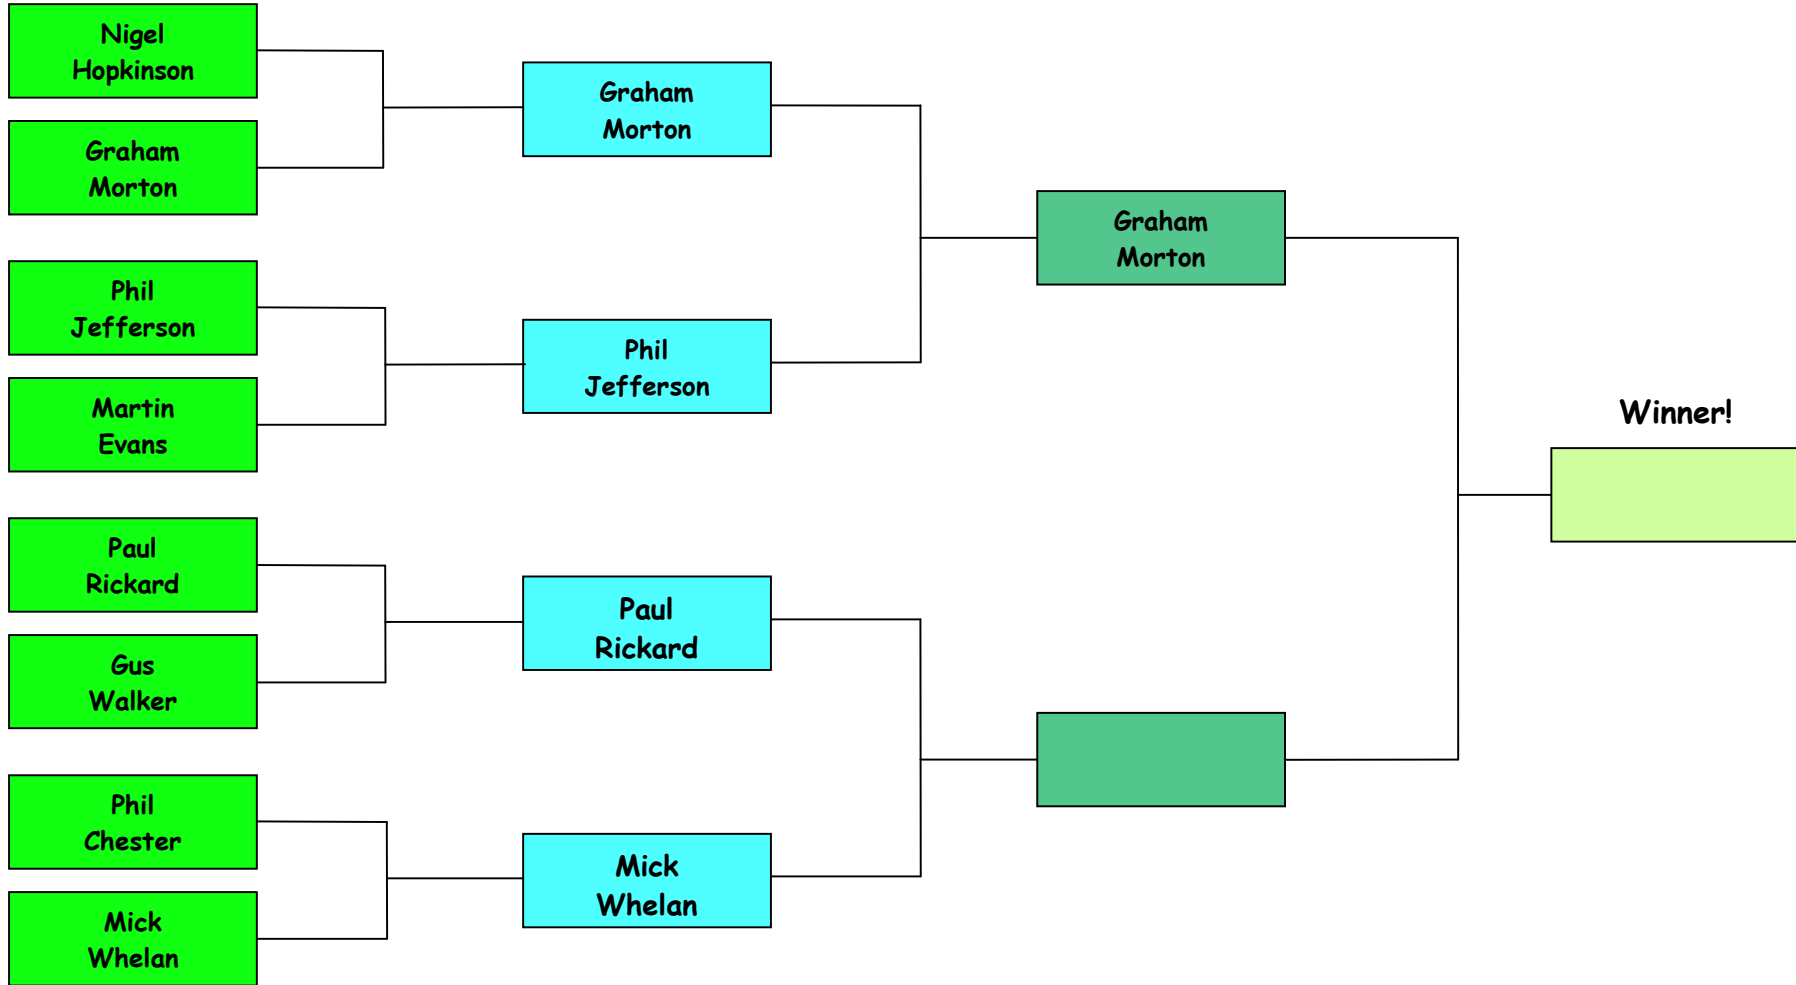 Nigel
Hopkinson
Graham
Morton
Phil
Jefferson
Martin
Evans
Paul
Rickard
Gus
Walker
Phil
Chester
Mick
Whelan
Graham
Morton
Phil
Jefferson
Paul
Rickard
Mick
Whelan
Graham
Morton
Winner!